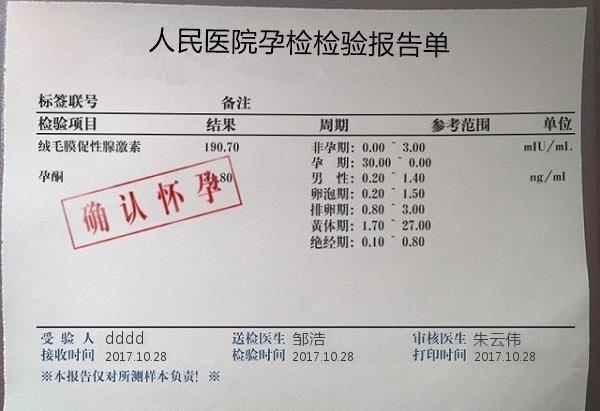 人民医院孕检检验报告单
标签联号 备注
检验项目 结果 周期 参考范围 单位
绒毛膜促性腺激素 190.70 非孕期: 0.00 ~ 3.00 mIU/mL
孕 期: 30.00 ~ 0.00
孕酮 .80 男 性: 0.20 ~ 1.40 ng/ml
卵泡期: 0.20 ~ 1.50
排卵期: 0.80 ~ 3.00
黄体期: 1.70 ~ 27.00
绝经期: 0.10 ~ 0.80
确认怀孕
受 验 人 dddd 送检医生 邹浩 审核医生 朱云伟
接收时间 2017.10.28 检验时间 2017.10.28 打印时间 2017.10.28
※本报告仅对所测样本负责! ※